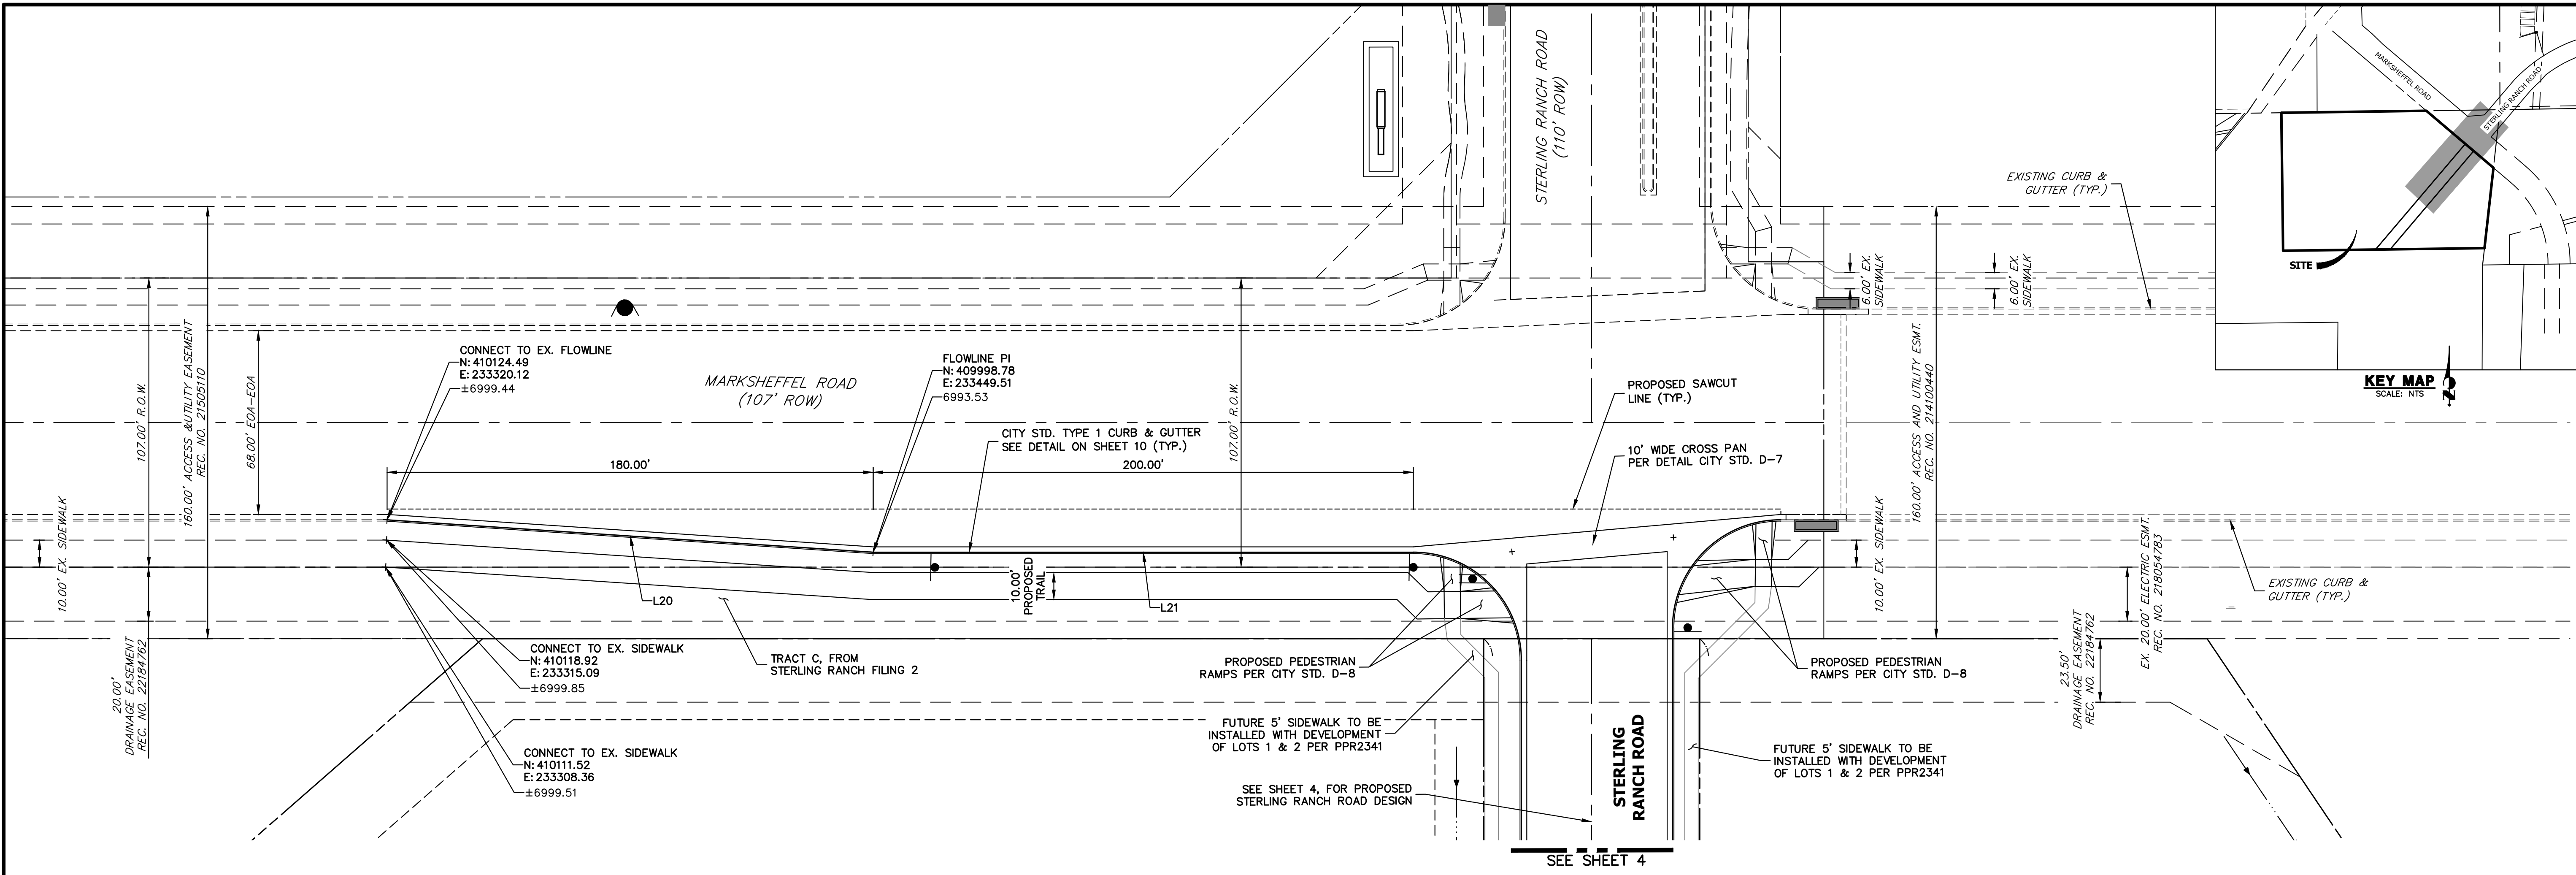 STERLING RANCH ROAD
(110' ROW)
EXISTING CURB &
GUTTER (TYP.)
MARKSHEFFEL ROAD
STERLING RANCH ROAD
SITE
KEY MAP
SCALE: NTS
N
6.00' EX.
SIDEWALK
6.00' EX.
SIDEWALK
107.00' R.O.W.
160.00' ACCESS &UTILITY EASEMENT
REC. NO. 21505110
68.00' EOA-EOA
10.00' EX. SIDEWALK
CONNECT TO EX. FLOWLINE
N: 410124.49
E: 233320.12
±6999.44
MARKSHEFFEL ROAD
(107' ROW)
FLOWLINE PI
N: 409998.78
E: 233449.51
6993.53
CITY STD. TYPE 1 CURB & GUTTER
SEE DETAIL ON SHEET 10 (TYP.)
107.00' R.O.W.
180.00'
200.00'
PROPOSED SAWCUT
LINE (TYP.)
10' WIDE CROSS PAN
PER DETAIL CITY STD. D-7
160.00' ACCESS AND UTILITY ESMT.
REC. NO. 214100440
10.00' EX. SIDEWALK
10.00'
PROPOSED
TRAIL
L20
L21
EX. 20.00' ELECTRIC ESMT.
REC. NO. 218054783
EXISTING CURB &
GUTTER (TYP.)
20.00'
DRAINAGE EASEMENT
REC. NO. 22184762
CONNECT TO EX. SIDEWALK
N: 410118.92
E: 233315.09
±6999.85
TRACT C, FROM
STERLING RANCH FILING 2
PROPOSED PEDESTRIAN
RAMPS PER CITY STD. D-8
PROPOSED PEDESTRIAN
RAMPS PER CITY STD. D-8
23.50'
DRAINAGE EASEMENT
REC. NO. 22184762
CONNECT TO EX. SIDEWALK
N: 410111.52
E: 233308.36
±6999.51
FUTURE 5' SIDEWALK TO BE
INSTALLED WITH DEVELOPMENT
OF LOTS 1 & 2 PER PPR2341
STERLING
RANCH ROAD
FUTURE 5' SIDEWALK TO BE
INSTALLED WITH DEVELOPMENT
OF LOTS 1 & 2 PER PPR2341
SEE SHEET 4, FOR PROPOSED
STERLING RANCH ROAD DESIGN
SEE SHEET 4